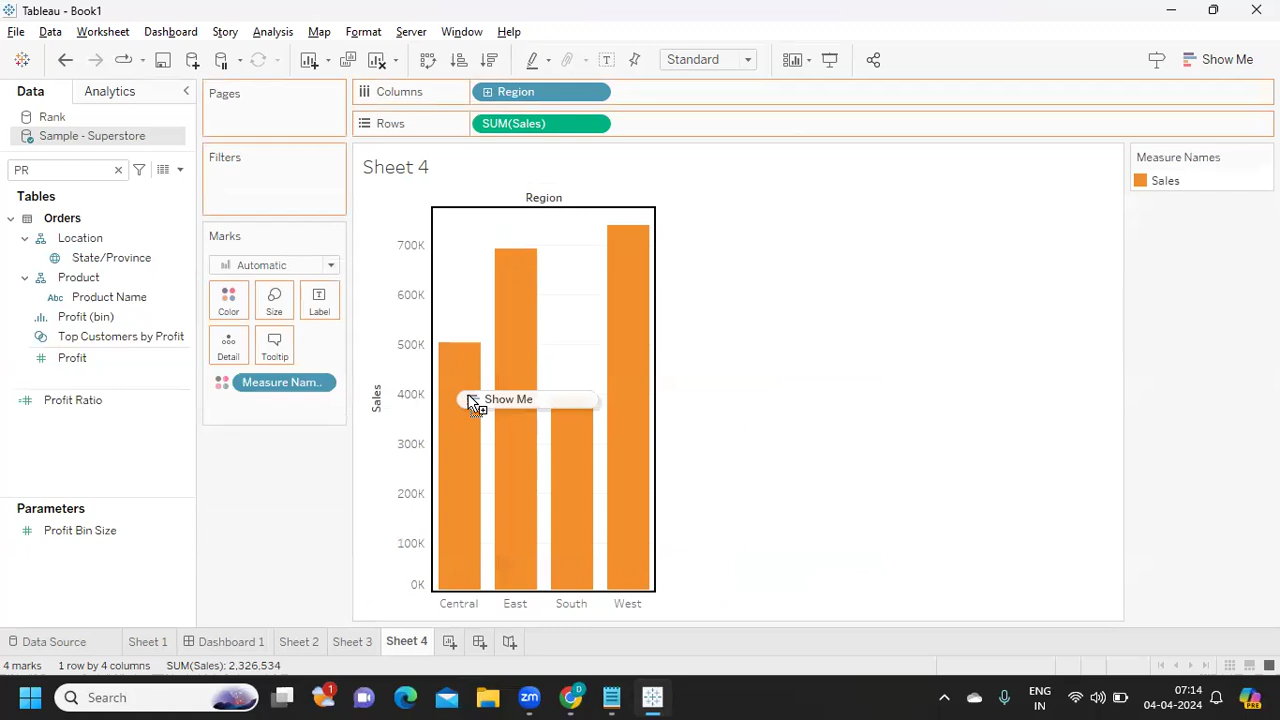 Tableau - Book1
File Data Worksheet Dashboard Story Analysis Map Format Server Window Help
Standard
Show Me
Data Analytics
Rank
Sample - Superstore
PR
Tables
Orders
Location
State/Province
Product
Abc Product Name
Profit (bin)
Top Customers by Profit
Profit
Profit Ratio
Parameters
Profit Bin Size
Pages
Filters
Marks
Automatic
Color Size Label
Detail Tooltip
Measure Nam..
Columns Region
Rows SUM(Sales)
Sheet 4
Region
700K
600K
500K
400K
300K
200K
100K
0K
Sales
Show Me
Central East South West
Measure Names
Sales
Data Source Sheet 1 Dashboard 1 Sheet 2 Sheet 3 Sheet 4
4 marks 1 row by 4 columns SUM(Sales): 2,326,534
Search
1
zm
D
ENG
IN
07:14
04-04-2024
PRE